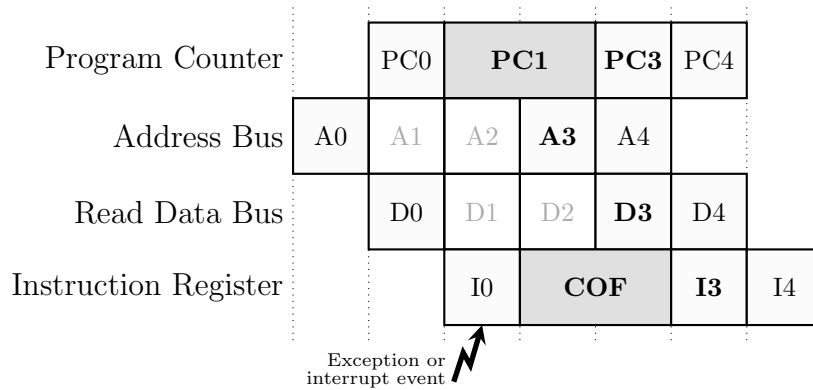 Program Counter PC0 PC1 PC3 PC4
Address Bus A0 A1 A2 A3 A4
Read Data Bus D0 D1 D2 D3 D4
Instruction Register I0 COF I3 I4
Exception or
interrupt event